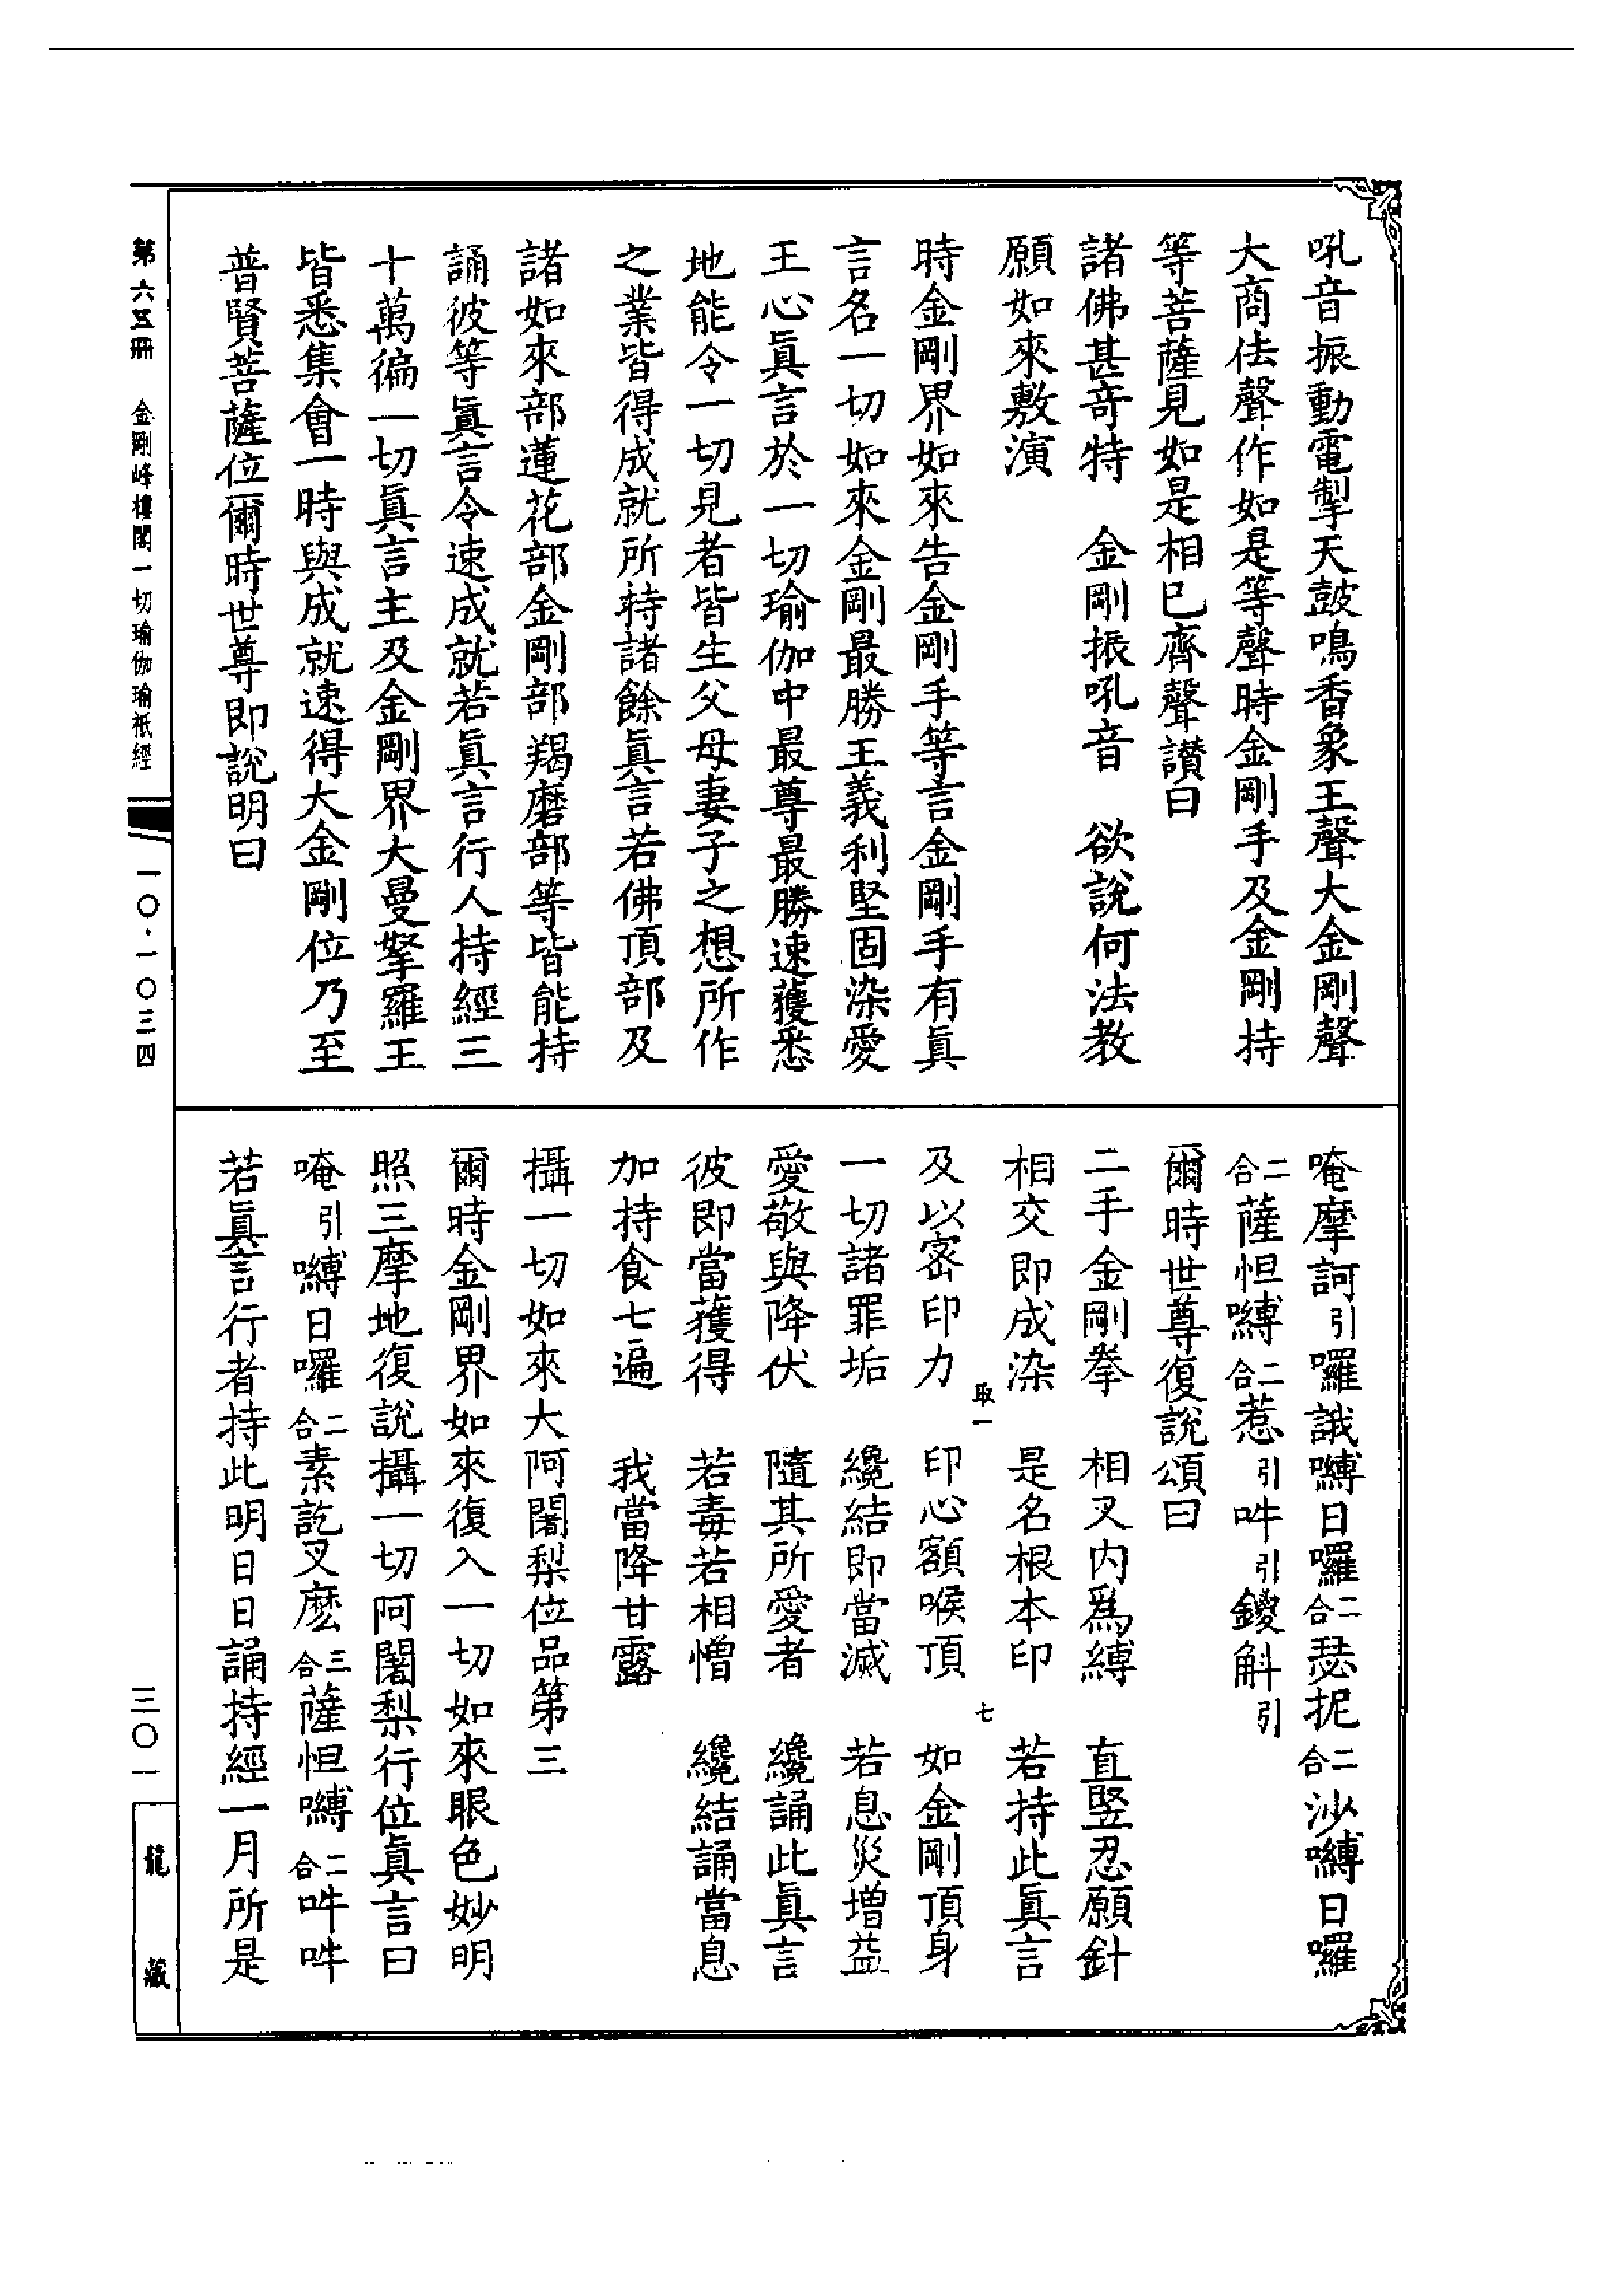 吼音振動電掣天鼓鳴香象王聲大金剛聲
大商佉聲作如是等聲時金剛手及金剛持
等菩薩見如是相已齊聲讃曰
諸佛甚竒特　金剛振吼音　欲說何法教
願如來敷演
時金剛界如來告金剛手等言金剛手有眞
言名一切如來金剛最勝王義利堅固染愛
王心眞言於一切瑜伽中最尊最勝速獲悉
地能令一切見者皆生父母妻子之想所作
之業皆得成就所持諸餘眞言若佛頂部及
諸如來部蓮花部金剛部羯磨部等皆能持
誦彼等眞言令速成就若眞言行人持經三
十萬徧一切眞言主及金剛界大曼拏羅王
皆悉集會一時與成就速得大金剛位乃至
普賢菩薩位爾時世尊即說明曰
唵摩訶引囉誐嚩日囉二合瑟抳二合沙嚩日囉
二合薩怛嚩二合惹引吽引鑁斛引
爾時世尊復說頌曰
二手金剛拳　相叉内爲縛　直竪忍願針
相交即成染　是名根本印　若持此眞言
取一　七
及以密印力　印心額喉頂　如金剛頂身
一切諸罪垢　纔結即當滅　若息災增益
愛敬與降伏　隨其所愛者　纔誦此眞言
彼即當獲得　若毒若相憎　纔結誦當息
加持食七遍　我當降甘露
攝一切如來大阿闍梨位品第三
爾時金剛界如來復入一切如來眼色妙明
照三摩地復說攝一切阿闍梨行位眞言曰
唵引嚩日囉二合素訖叉麽三合薩怛嚩二合吽吽
若眞言行者持此明日日誦持經一月所是
第六五冊　金剛峰樓閣一切瑜伽瑜祇經　一〇·一〇三四　三〇一　龍藏